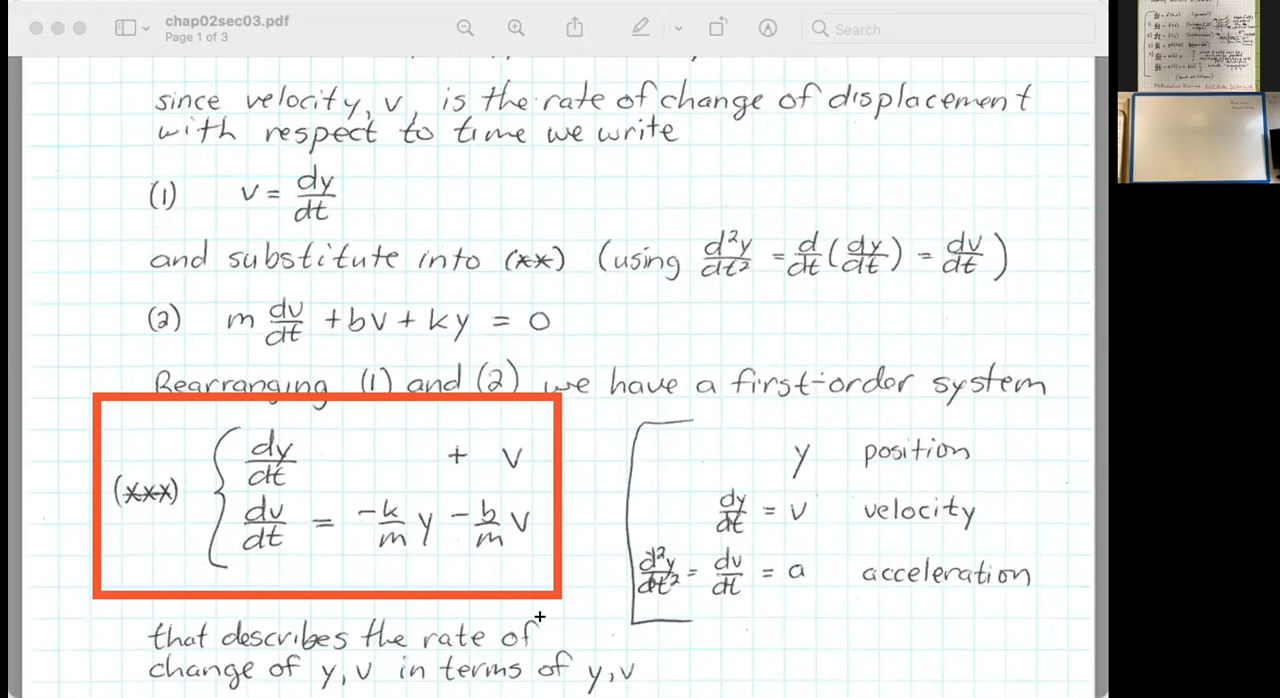 chap02sec03.pdf
Page 1 of 3
Search
since velocity, v, is the rate of change of displacement
with respect to time we write
(1) v = dy/dt
and substitute into (**) (using d²y/dt² = d/dt(dy/dt) = dv/dt)
(2) m dv/dt + bv + ky = 0
Rearranging (1) and (2) we have a first-order system
(***) { dy/dt + v
dv/dt = -k/m y - b/m v
y position
dy/dt = v velocity
d²y/dt² = dv/dt = a acceleration
that describes the rate of
change of y, v in terms of y, v